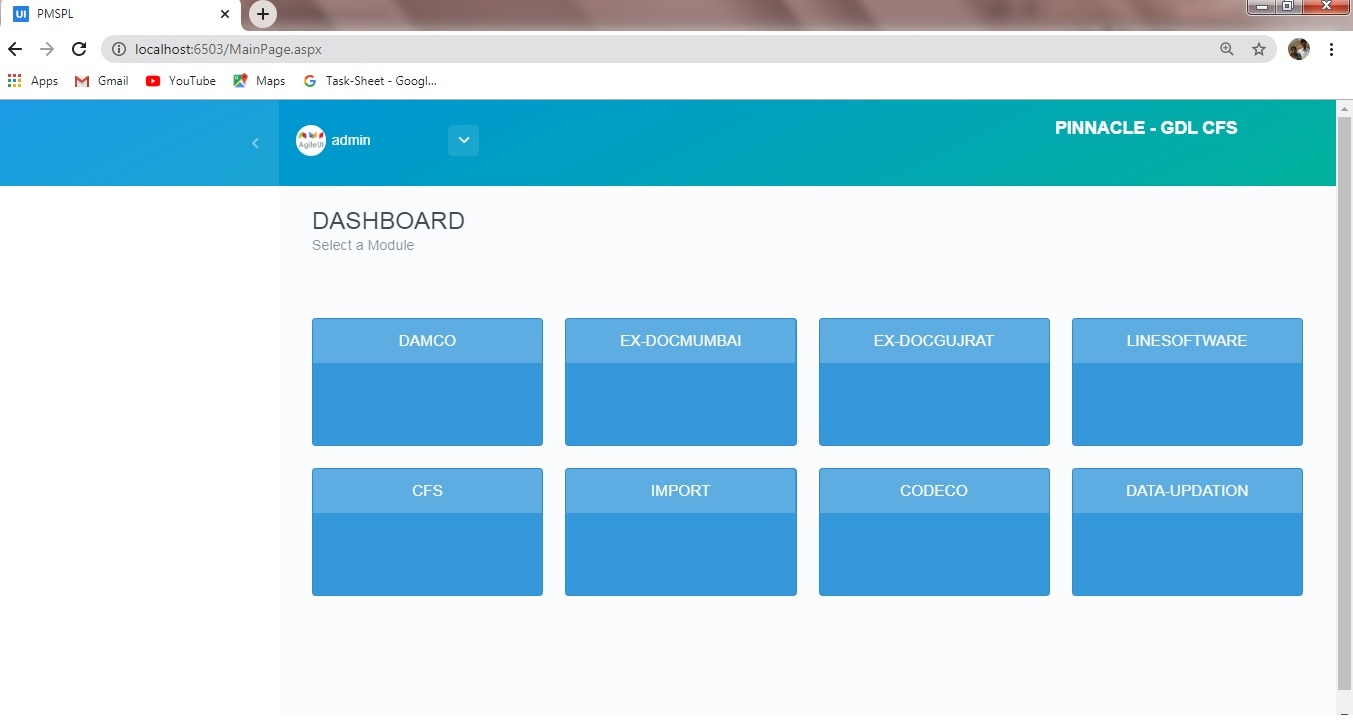 UI PMSPL
localhost:6503/MainPage.aspx
Apps Gmail YouTube Maps G Task-Sheet - Googl...
AgileUI admin PINNACLE - GDL CFS
DASHBOARD
Select a Module
DAMCO EX-DOCMUMBAI EX-DOCGUJRAT LINESOFTWARE
CFS IMPORT CODECO DATA-UPDATION